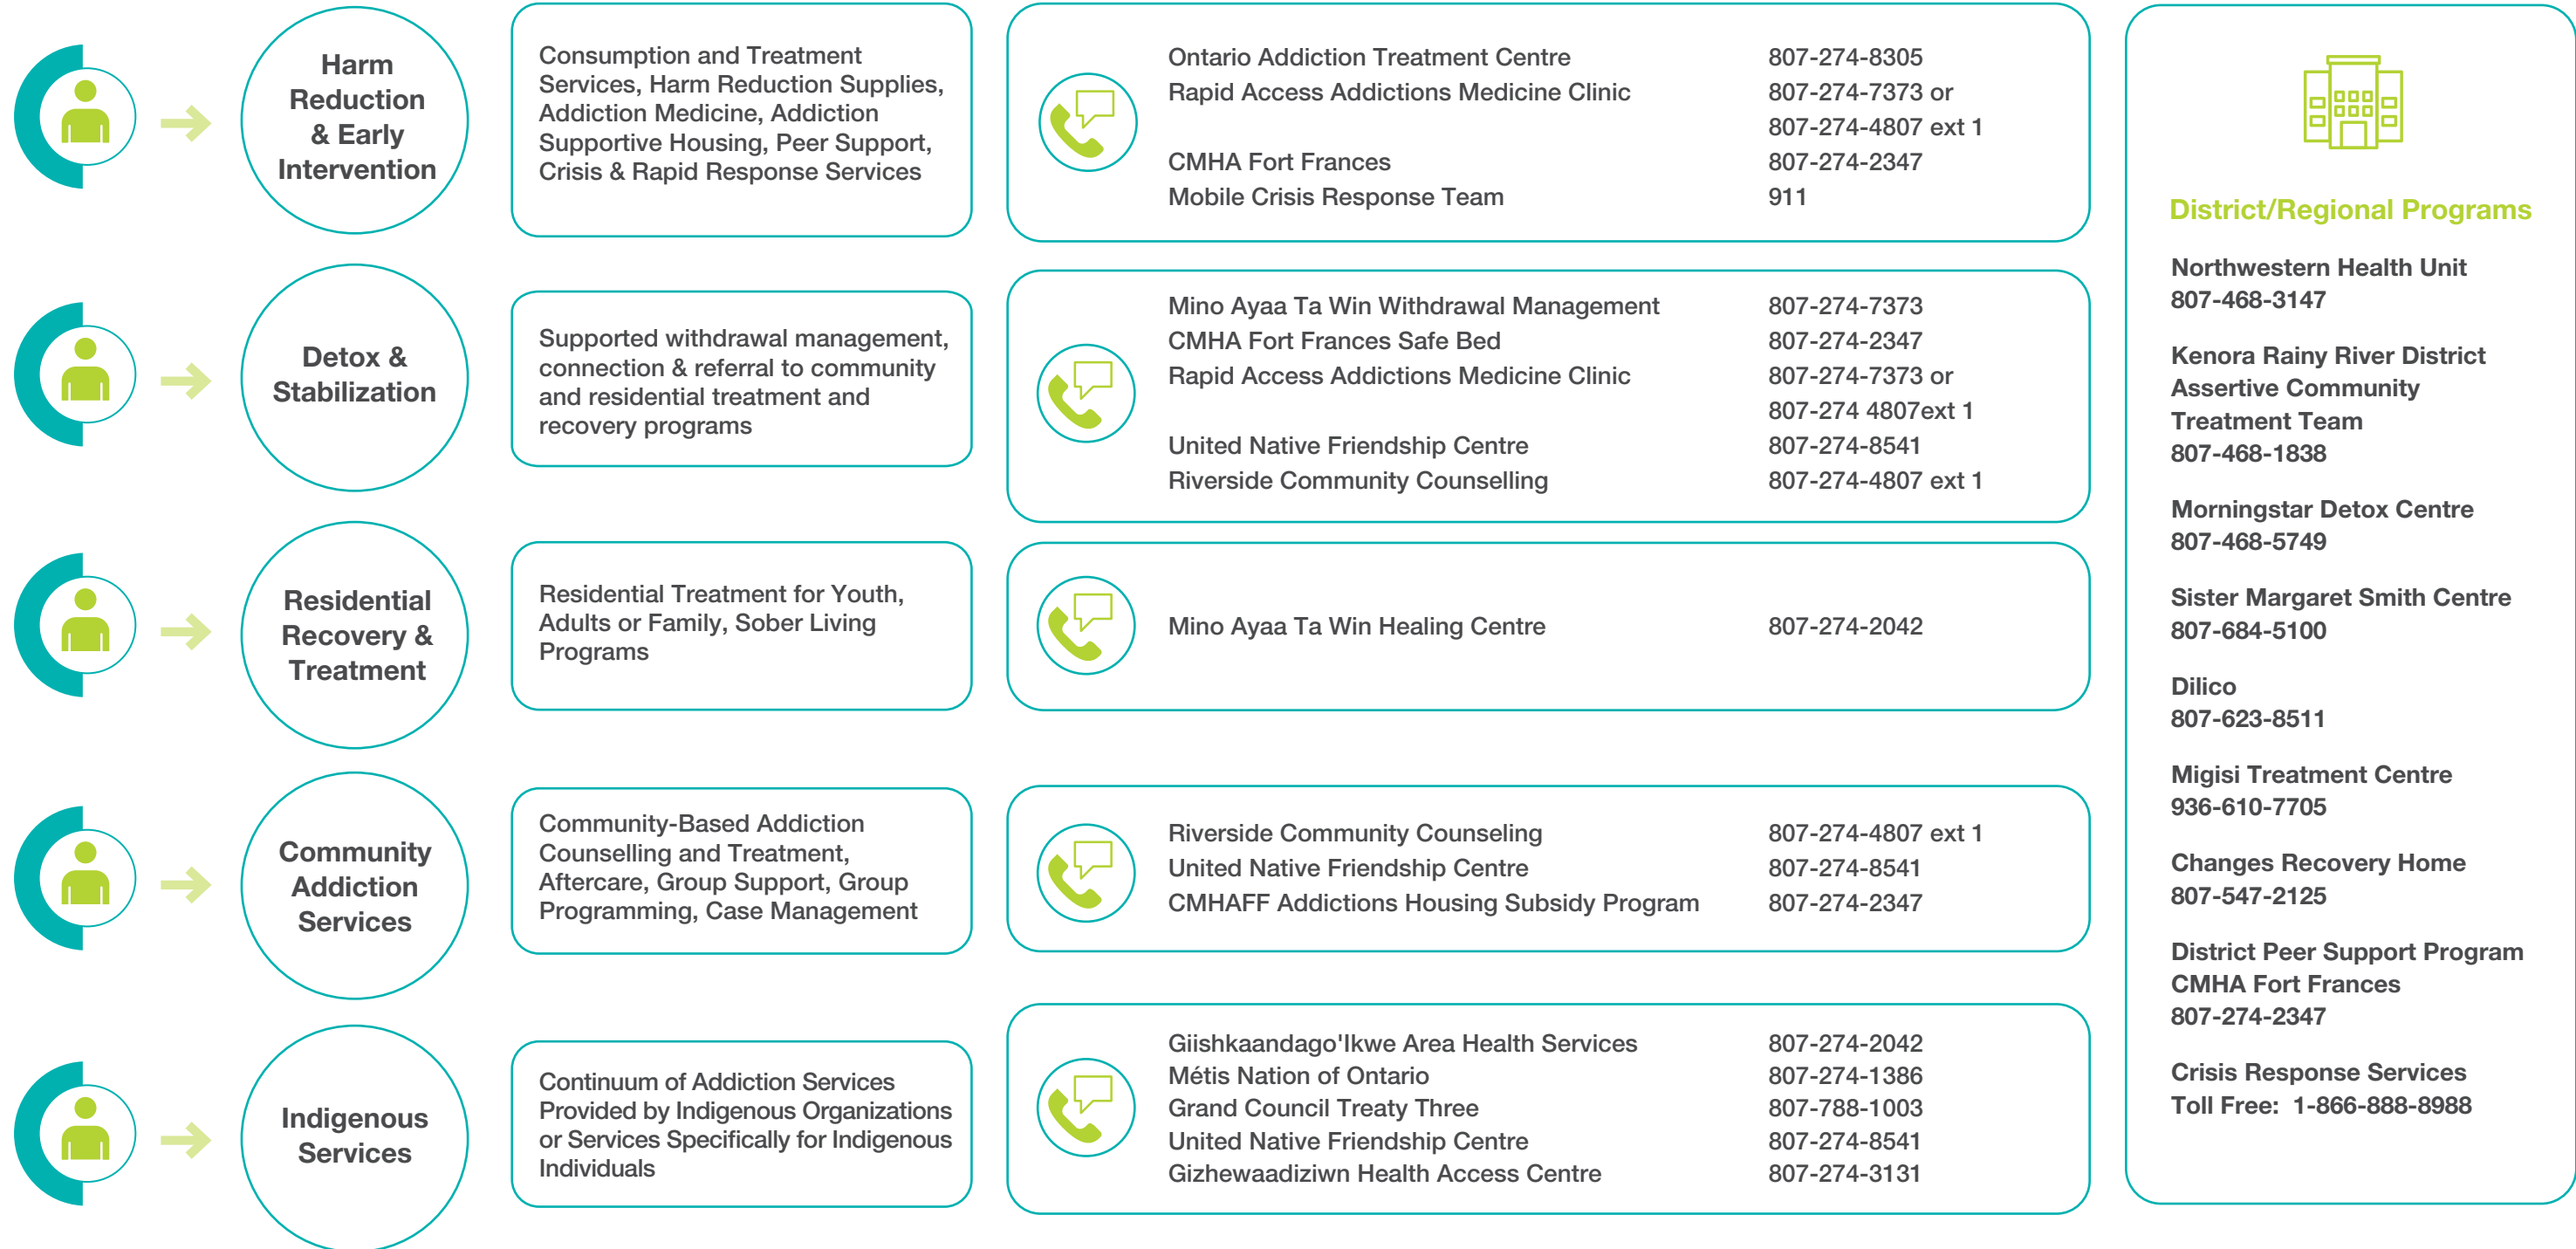 Harm
Reduction
& Early
Intervention
Consumption and Treatment
Services, Harm Reduction Supplies,
Addiction Medicine, Addiction
Supportive Housing, Peer Support,
Crisis & Rapid Response Services
Ontario Addiction Treatment Centre 807-274-8305
Rapid Access Addictions Medicine Clinic 807-274-7373 or
807-274-4807 ext 1
CMHA Fort Frances 807-274-2347
Mobile Crisis Response Team 911
Detox &
Stabilization
Supported withdrawal management,
connection & referral to community
and residential treatment and
recovery programs
Mino Ayaa Ta Win Withdrawal Management 807-274-7373
CMHA Fort Frances Safe Bed 807-274-2347
Rapid Access Addictions Medicine Clinic 807-274-7373 or
807-274 4807ext 1
United Native Friendship Centre 807-274-8541
Riverside Community Counselling 807-274-4807 ext 1
Residential
Recovery &
Treatment
Residential Treatment for Youth,
Adults or Family, Sober Living
Programs
Mino Ayaa Ta Win Healing Centre 807-274-2042
Community
Addiction
Services
Community-Based Addiction
Counselling and Treatment,
Aftercare, Group Support, Group
Programming, Case Management
Riverside Community Counseling 807-274-4807 ext 1
United Native Friendship Centre 807-274-8541
CMHAFF Addictions Housing Subsidy Program 807-274-2347
Indigenous
Services
Continuum of Addiction Services
Provided by Indigenous Organizations
or Services Specifically for Indigenous
Individuals
Giishkaandago'Ikwe Area Health Services 807-274-2042
Métis Nation of Ontario 807-274-1386
Grand Council Treaty Three 807-788-1003
United Native Friendship Centre 807-274-8541
Gizhewaadiziwn Health Access Centre 807-274-3131
District/Regional Programs
Northwestern Health Unit
807-468-3147
Kenora Rainy River District
Assertive Community
Treatment Team
807-468-1838
Morningstar Detox Centre
807-468-5749
Sister Margaret Smith Centre
807-684-5100
Dilico
807-623-8511
Migisi Treatment Centre
936-610-7705
Changes Recovery Home
807-547-2125
District Peer Support Program
CMHA Fort Frances
807-274-2347
Crisis Response Services
Toll Free: 1-866-888-8988